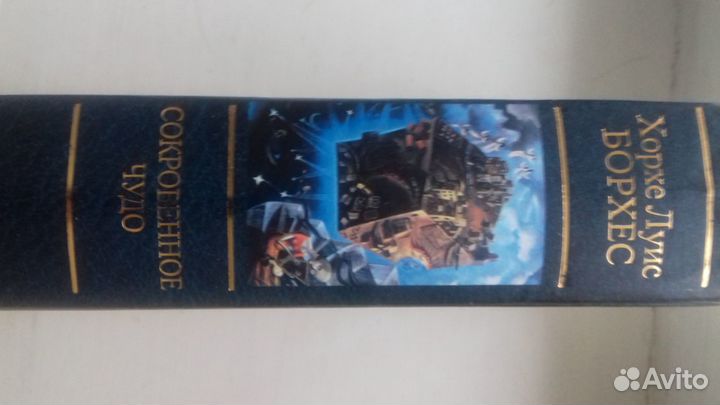 Хорхе Луис
БОРХЕС
СОКРОВЕННОЕ
ЧУДО
Avito